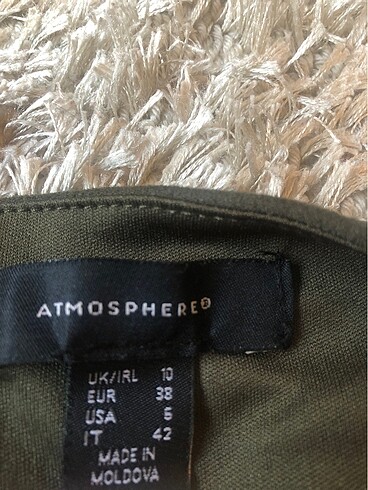 ATMOSPHERE®
UK/IRL 10
EUR 38
USA 6
IT 42
MADE IN
MOLDOVA